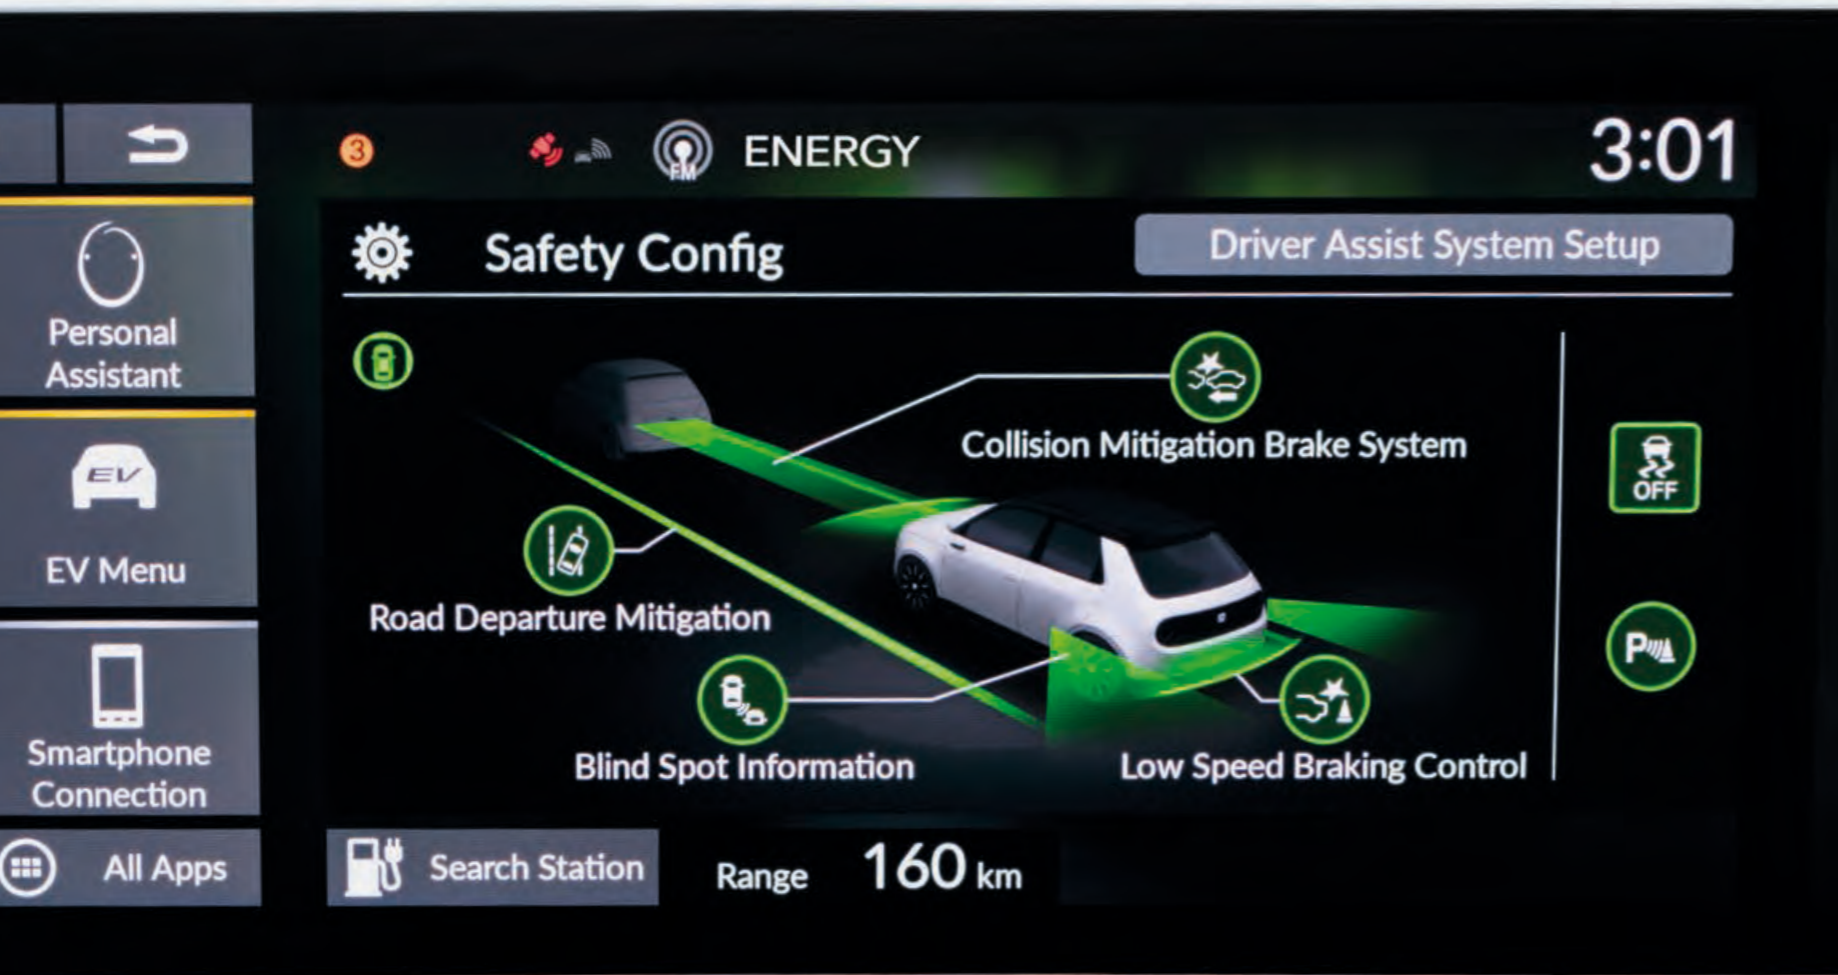 3
FM
ENERGY
3:01
Safety Config
Driver Assist System Setup
Personal
Assistant
Collision Mitigation Brake System
OFF
EV
EV Menu
Road Departure Mitigation
P
Blind Spot Information
Low Speed Braking Control
Smartphone
Connection
All Apps
Search Station
Range 160 km